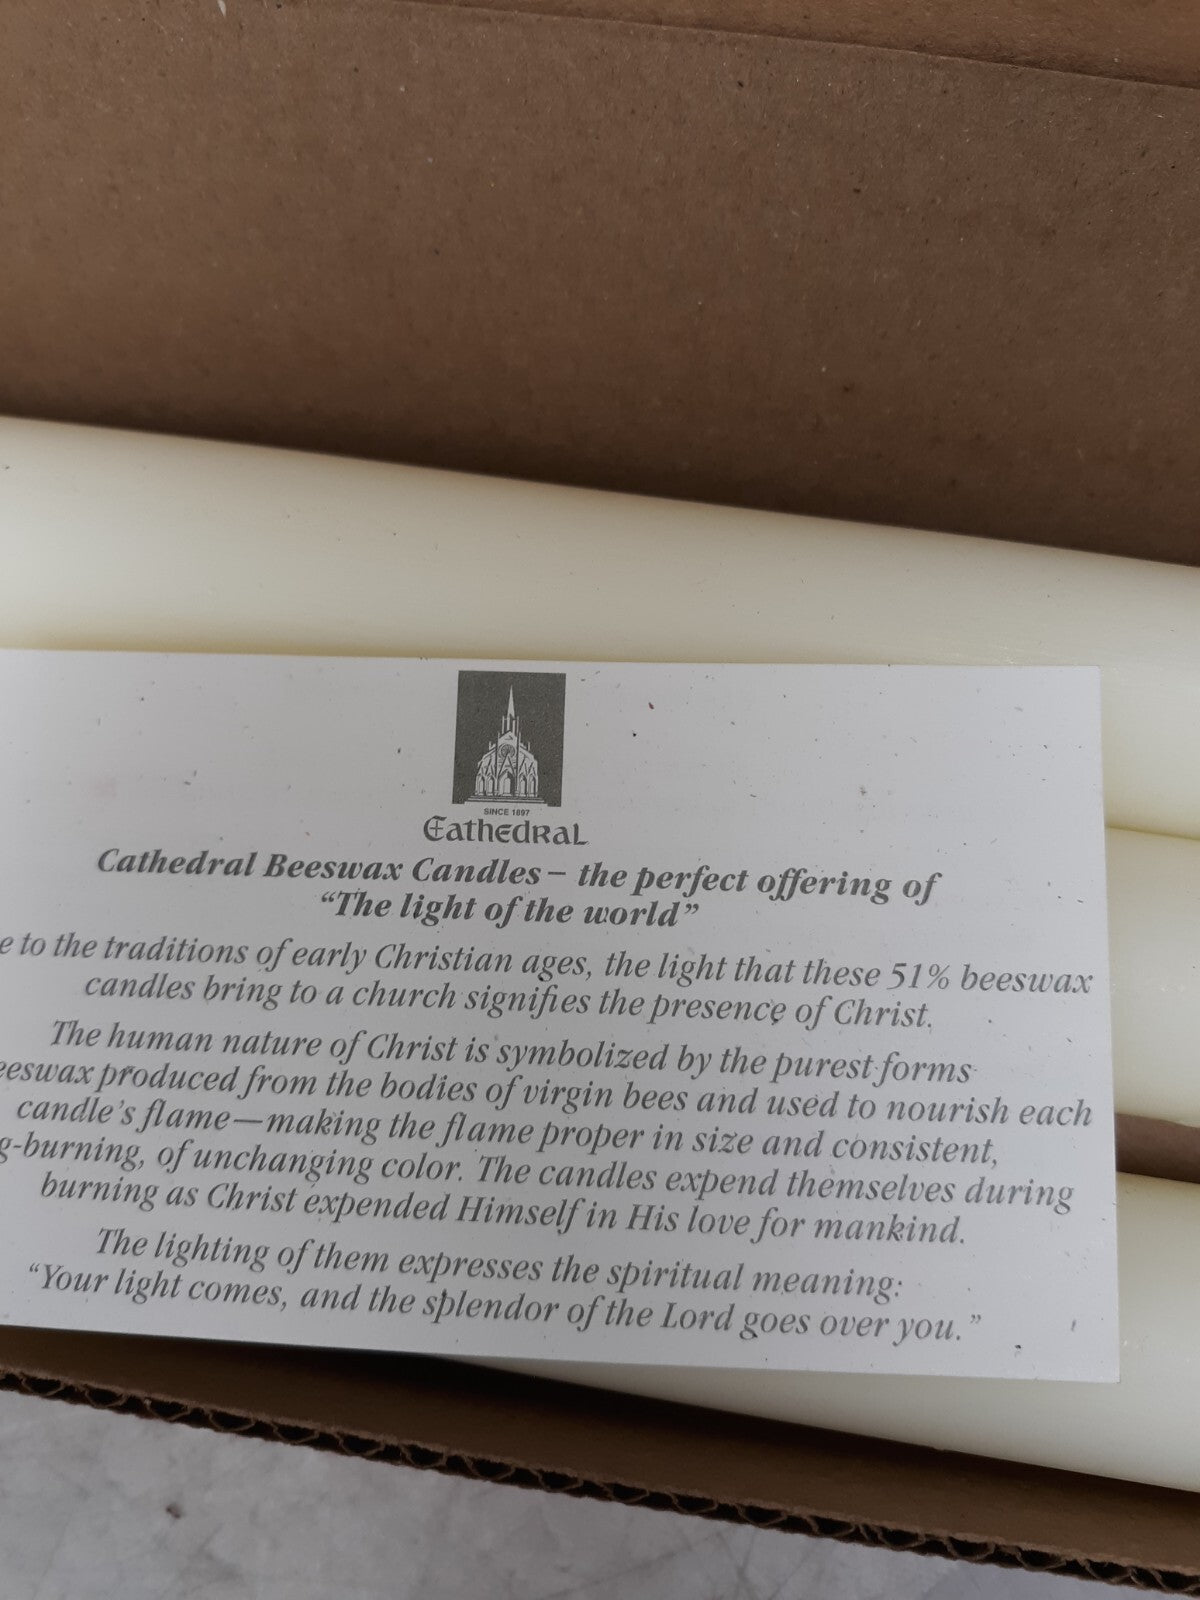 SINCE 1897
Cathedral
Cathedral Beeswax Candles – the perfect offering of
“The light of the world”
e to the traditions of early Christian ages, the light that these 51% beeswax
candles bring to a church signifies the presence of Christ.
The human nature of Christ is symbolized by the purest forms
eeswax produced from the bodies of virgin bees and used to nourish each
candle’s flame—making the flame proper in size and consistent,
g-burning, of unchanging color. The candles expend themselves during
burning as Christ expended Himself in His love for mankind.
The lighting of them expresses the spiritual meaning:
“Your light comes, and the splendor of the Lord goes over you.”